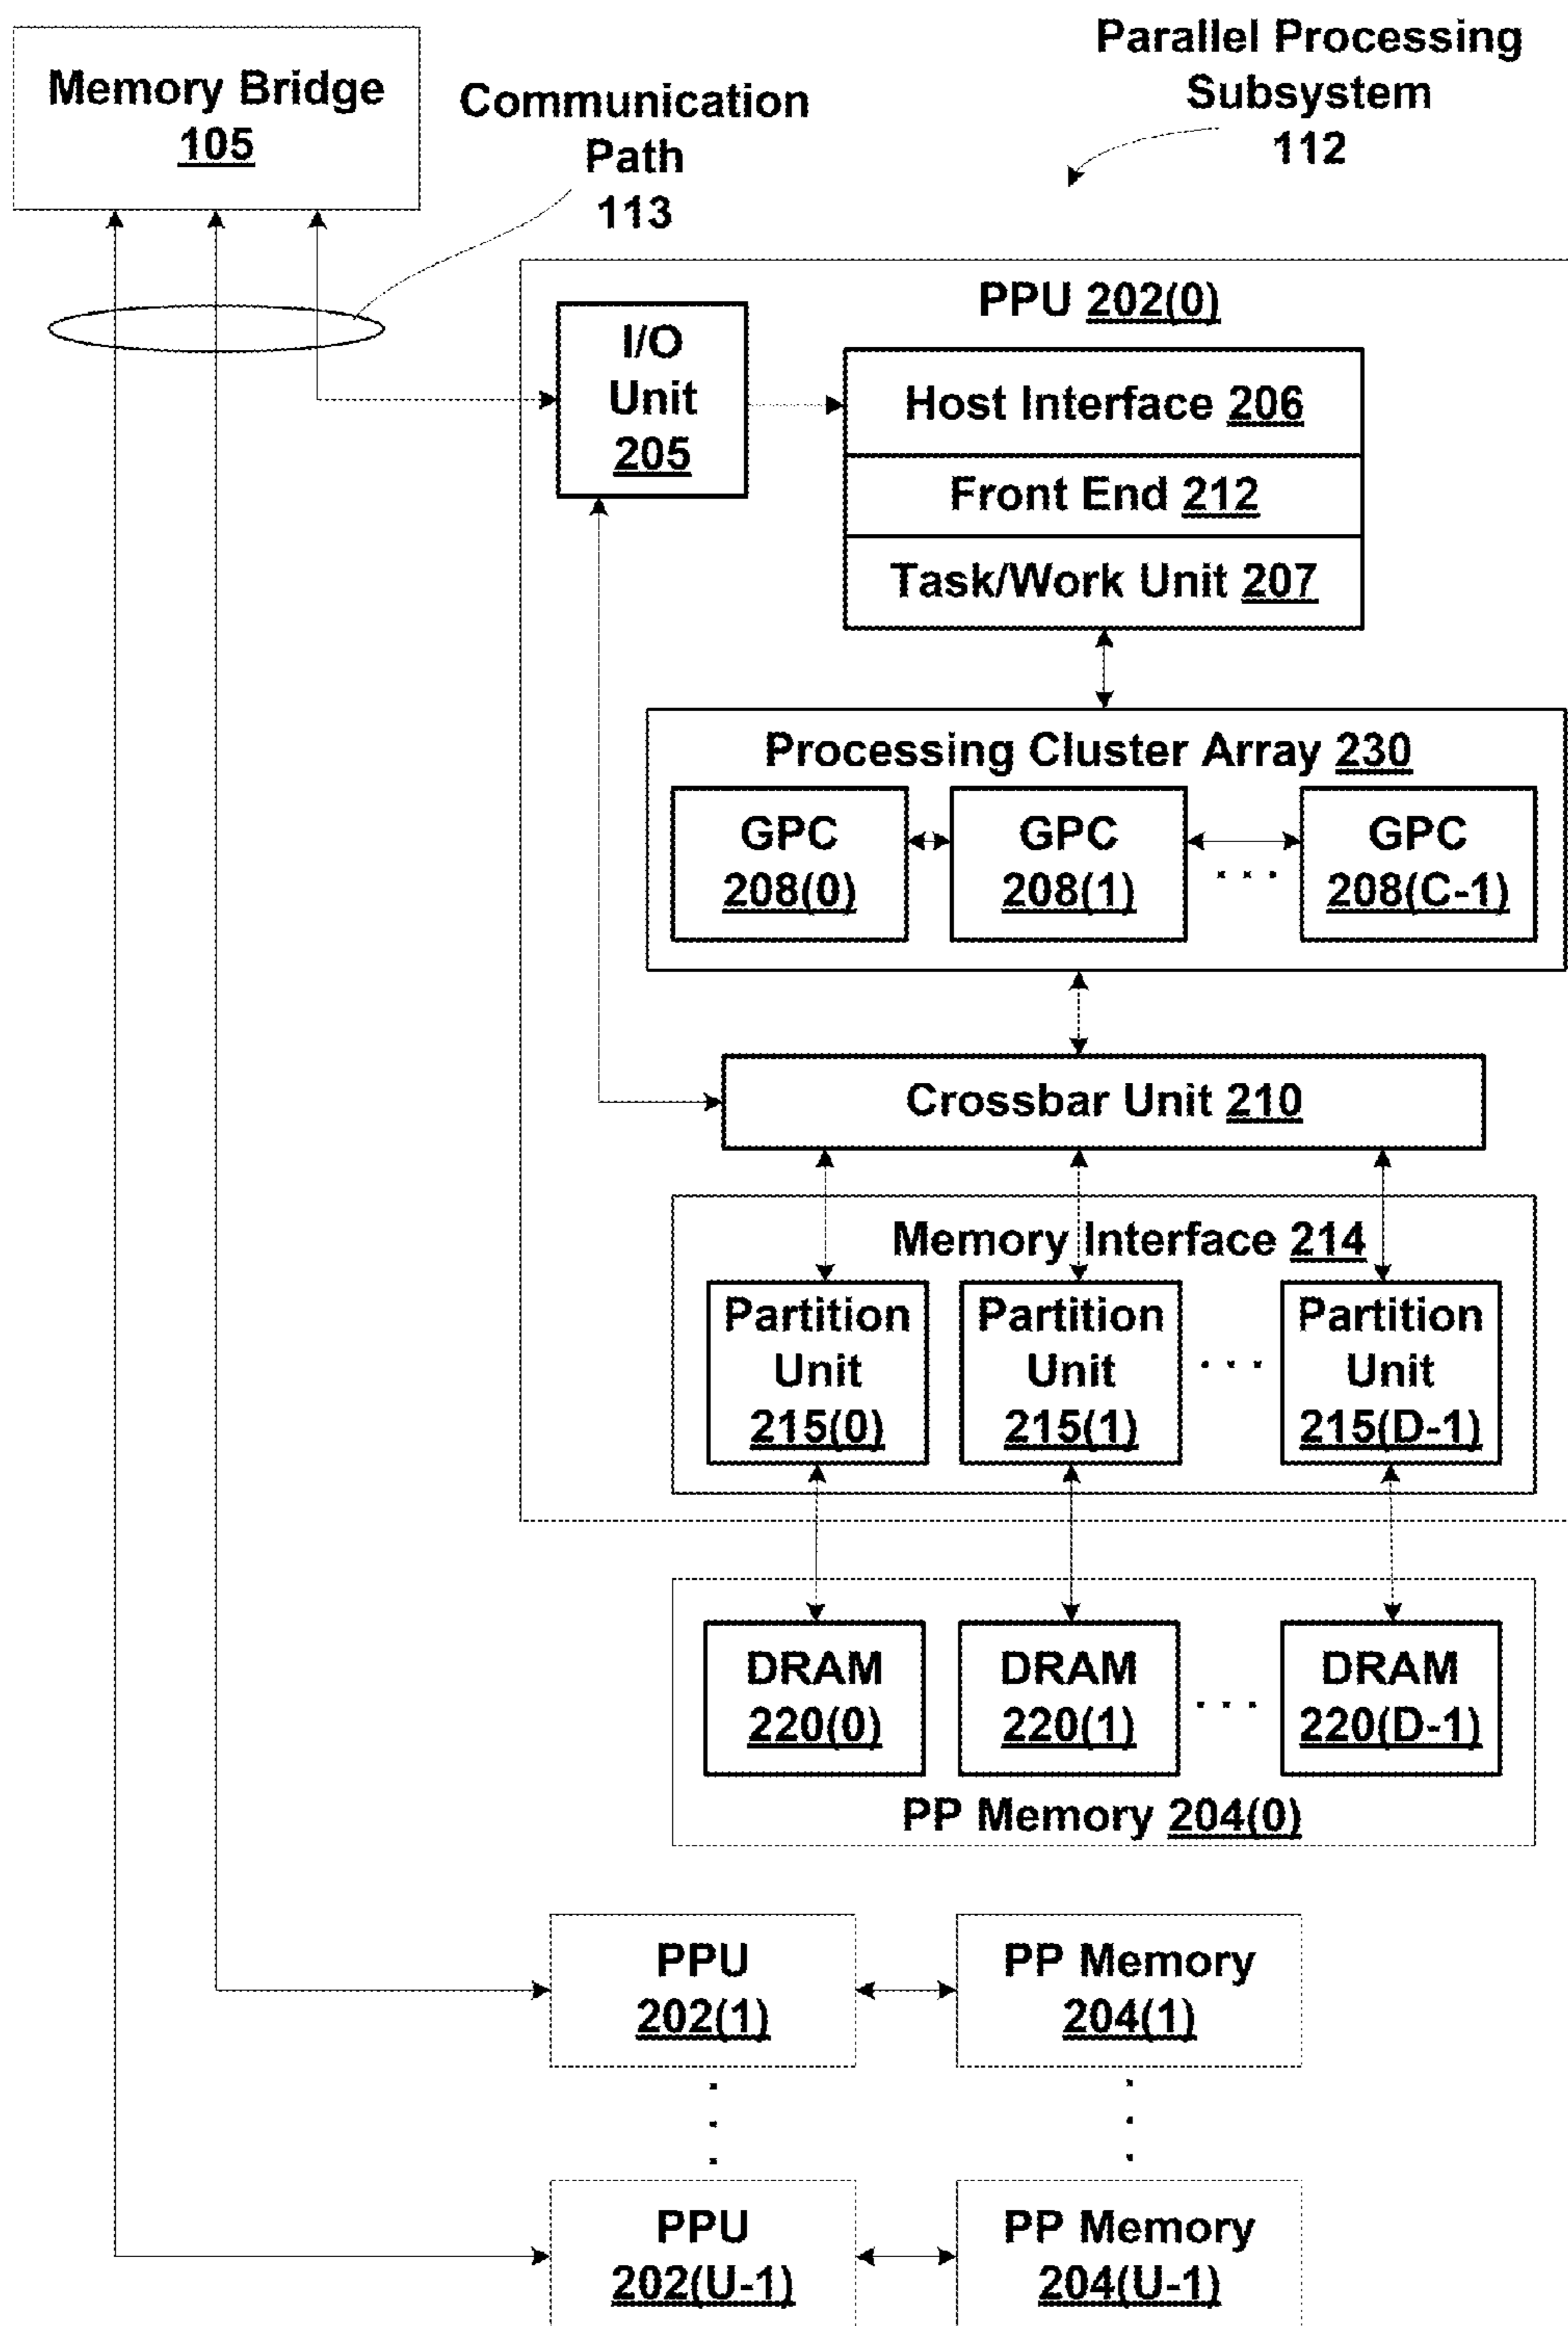 Parallel Processing
Subsystem
112
Memory Bridge
105
Communication
Path
113
PPU 202(0)
I/O
Unit
205
Host Interface 206
Front End 212
Task/Work Unit 207
Processing Cluster Array 230
GPC
208(0)
GPC
208(1)
. . .
GPC
208(C-1)
Crossbar Unit 210
Memory Interface 214
Partition
Unit
215(0)
Partition
Unit
215(1)
. . .
Partition
Unit
215(D-1)
DRAM
220(0)
DRAM
220(1)
. . .
DRAM
220(D-1)
PP Memory 204(0)
PPU
202(1)
PP Memory
204(1)
PPU
202(U-1)
PP Memory
204(U-1)